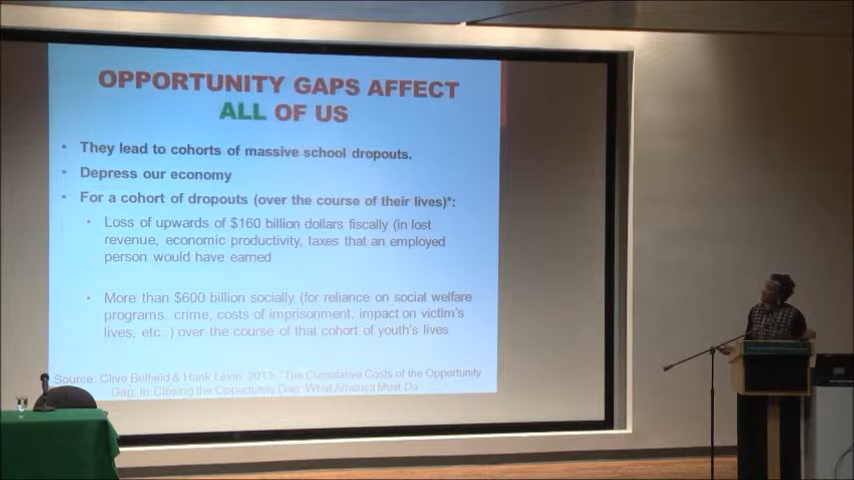 OPPORTUNITY GAPS AFFECT
ALL OF US
• They lead to cohorts of massive school dropouts.
• Depress our economy
• For a cohort of dropouts (over the course of their lives)*:
• Loss of upwards of $160 billion dollars fiscally (in lost
revenue, economic productivity, taxes that an employed
person would have earned
• More than $600 billion socially (for reliance on social welfare
programs, crime, costs of imprisonment, impact on victim's
lives, etc..) over the course of that cohort of youth's lives
Source: Clive Belfield & Hank Levin. 2013. "The Cumulative Costs of the Opportunity
Gap. In Closing the Opportunity Gap: What America Must Do